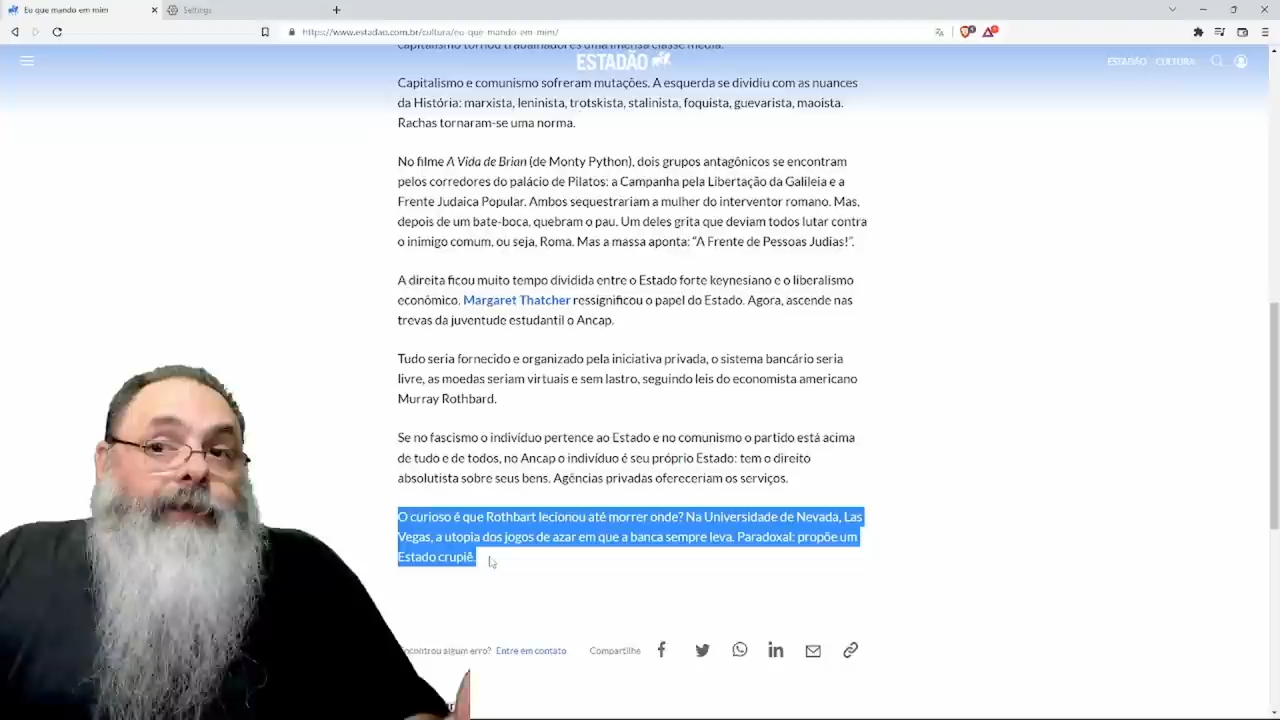 Eu que mando em mim
Settings
https://www.estadao.com.br/cultura/eu-que-mando-em-mim/
capitalismo tornou trabalhadores uma imensa classe média.
ESTADÃO
ESTADÃO CULTURA
Capitalismo e comunismo sofreram mutações. A esquerda se dividiu com as nuances
da História: marxista, leninista, trotskista, stalinista, foquista, guevarista, maoista.
Rachas tornaram-se uma norma.
No filme A Vida de Brian (de Monty Python), dois grupos antagônicos se encontram
pelos corredores do palácio de Pilatos: a Campanha pela Libertação da Galileia e a
Frente Judaica Popular. Ambos sequestrariam a mulher do interventor romano. Mas,
depois de um bate-boca, quebram o pau. Um deles grita que deviam todos lutar contra
o inimigo comum, ou seja, Roma. Mas a massa aponta: “A Frente de Pessoas Judias!”.
A direita ficou muito tempo dividida entre o Estado forte keynesiano e o liberalismo
econômico. Margaret Thatcher ressignificou o papel do Estado. Agora, ascende nas
trevas da juventude estudantil o Ancap.
Tudo seria fornecido e organizado pela iniciativa privada, o sistema bancário seria
livre, as moedas seriam virtuais e sem lastro, seguindo leis do economista americano
Murray Rothbard.
Se no fascismo o indivíduo pertence ao Estado e no comunismo o partido está acima
de tudo e de todos, no Ancap o indivíduo é seu próprio Estado: tem o direito
absolutista sobre seus bens. Agências privadas ofereceriam os serviços.
O curioso é que Rothbart lecionou até morrer onde? Na Universidade de Nevada, Las
Vegas, a utopia dos jogos de azar em que a banca sempre leva. Paradoxal: propõe um
Estado crupiê.
ncontrou algum erro? Entre em contato Compartilhe